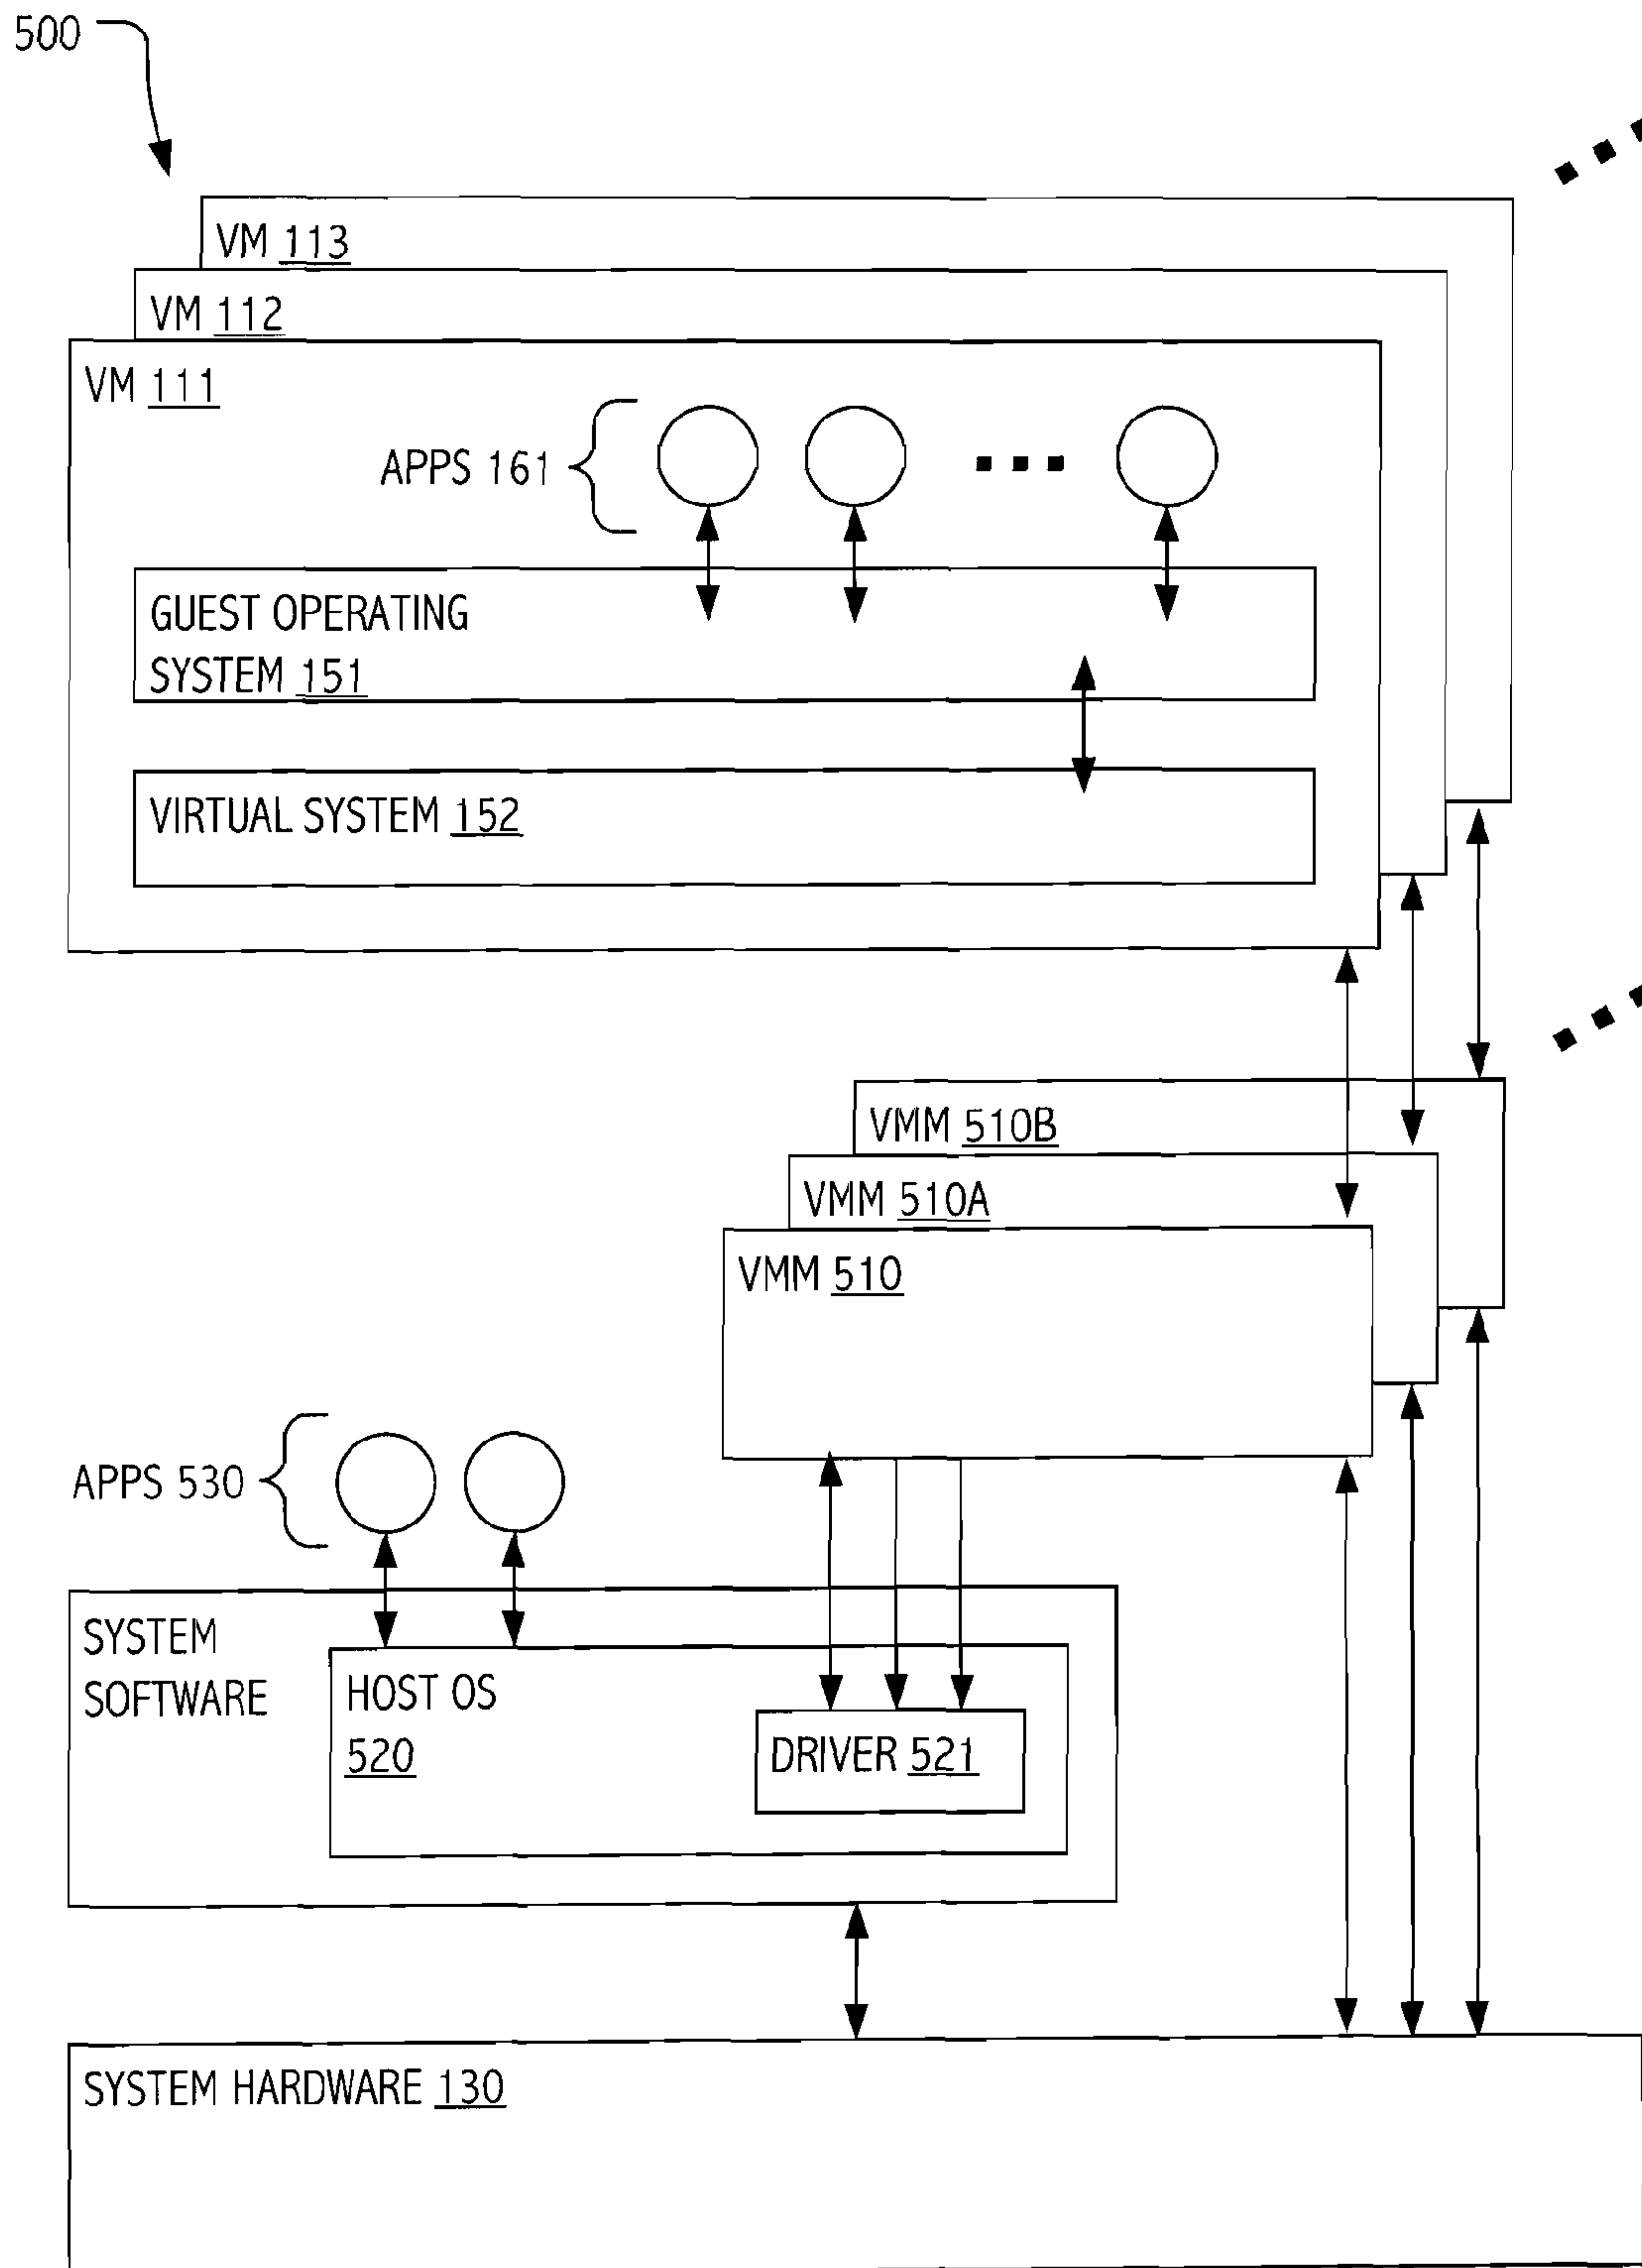 500
VM 113
VM 112
VM 111
APPS 161
GUEST OPERATING
SYSTEM 151
VIRTUAL SYSTEM 152
VMM 510B
VMM 510A
VMM 510
APPS 530
SYSTEM
SOFTWARE
HOST OS
520
DRIVER 521
SYSTEM HARDWARE 130